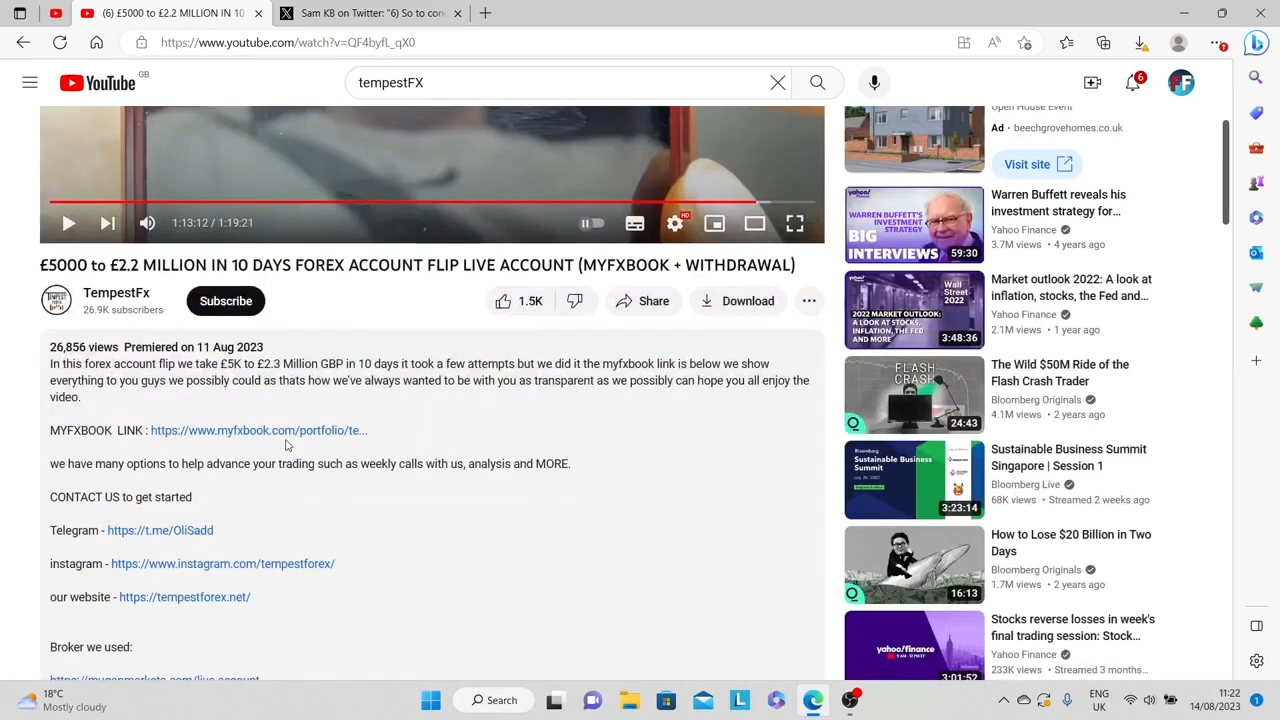 (6) £5000 to £2.2 MILLION IN 10
Sam KB on Twitter: "6) So to con
https://www.youtube.com/watch?v=QF4byfL_qX0
YouTube GB
tempestFX
6
FF
Open House Event
Ad • beechgrovehomes.co.uk
Visit site
1:13:12 / 1:19:21
HD
£5000 to £2.2 MILLION IN 10 DAYS FOREX ACCOUNT FLIP LIVE ACCOUNT (MYFXBOOK + WITHDRAWAL)
TempestFx
26.9K subscribers
Subscribe
1.5K
Share
Download
26,856 views Premiered on 11 Aug 2023
In this forex account flip we take £5K to £2.3 Million GBP in 10 days it took a few attempts but we did it the myfxbook link is below we show
everything to you guys we possibly could as thats how we've always wanted to be with you as transparent as we possibly can hope you all enjoy the
video.
MYFXBOOK LINK : https://www.myfxbook.com/portfolio/te...
we have many options to help advance your trading such as weekly calls with us, analysis and MORE.
CONTACT US to get started
Telegram - https://t.me/OliSadd
instagram - https://www.instagram.com/tempestforex/
our website - https://tempestforex.net/
Broker we used:
yahoo!
WARREN BUFFETT'S
INVESTMENT
STRATEGY
BIG
INTERVIEWS
59:30
Warren Buffett reveals his
investment strategy for...
Yahoo Finance
3.7M views • 4 years ago
Wall
Street
2022
2022 MARKET OUTLOOK:
A LOOK AT STOCKS,
INFLATION, THE FED
AND MORE
3:48:36
Market outlook 2022: A look at
inflation, stocks, the Fed and...
Yahoo Finance
2.1M views • 1 year ago
FLASH
CRASH
24:43
The Wild $50M Ride of the
Flash Crash Trader
Bloomberg Originals
4.1M views • 2 years ago
Bloomberg
Sustainable Business
Summit
3:23:14
Sustainable Business Summit
Singapore | Session 1
Bloomberg Live
68K views • Streamed 2 weeks ago
16:13
How to Lose $20 Billion in Two
Days
Bloomberg Originals
1.7M views • 2 years ago
yahoo/finance
3:01:52
Stocks reverse losses in week's
final trading session: Stock...
Yahoo Finance
233K views • Streamed 3 months...
18°C
Mostly cloudy
Search
ENG
UK
11:22
14/08/2023
1